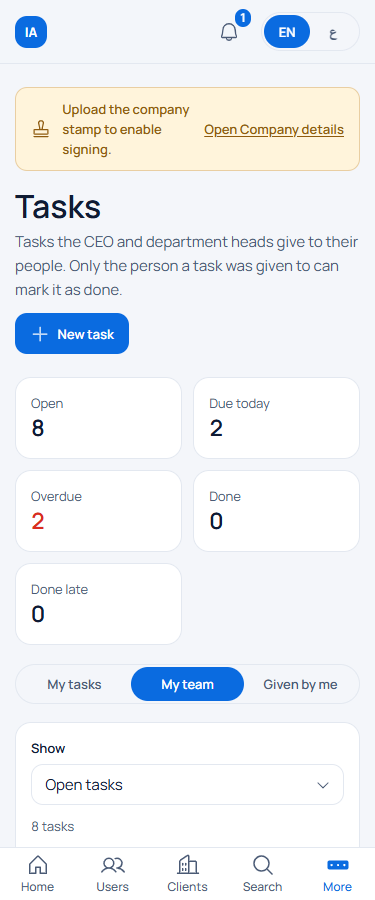 IA
1
EN
ع
Upload the company
stamp to enable
signing.
Open Company details
Tasks
Tasks the CEO and department heads give to their
people. Only the person a task was given to can
mark it as done.
New task
Open
8
Due today
2
Overdue
2
Done
0
Done late
0
My tasks
My team
Given by me
Show
Open tasks
8 tasks
Home
Users
Clients
Search
More